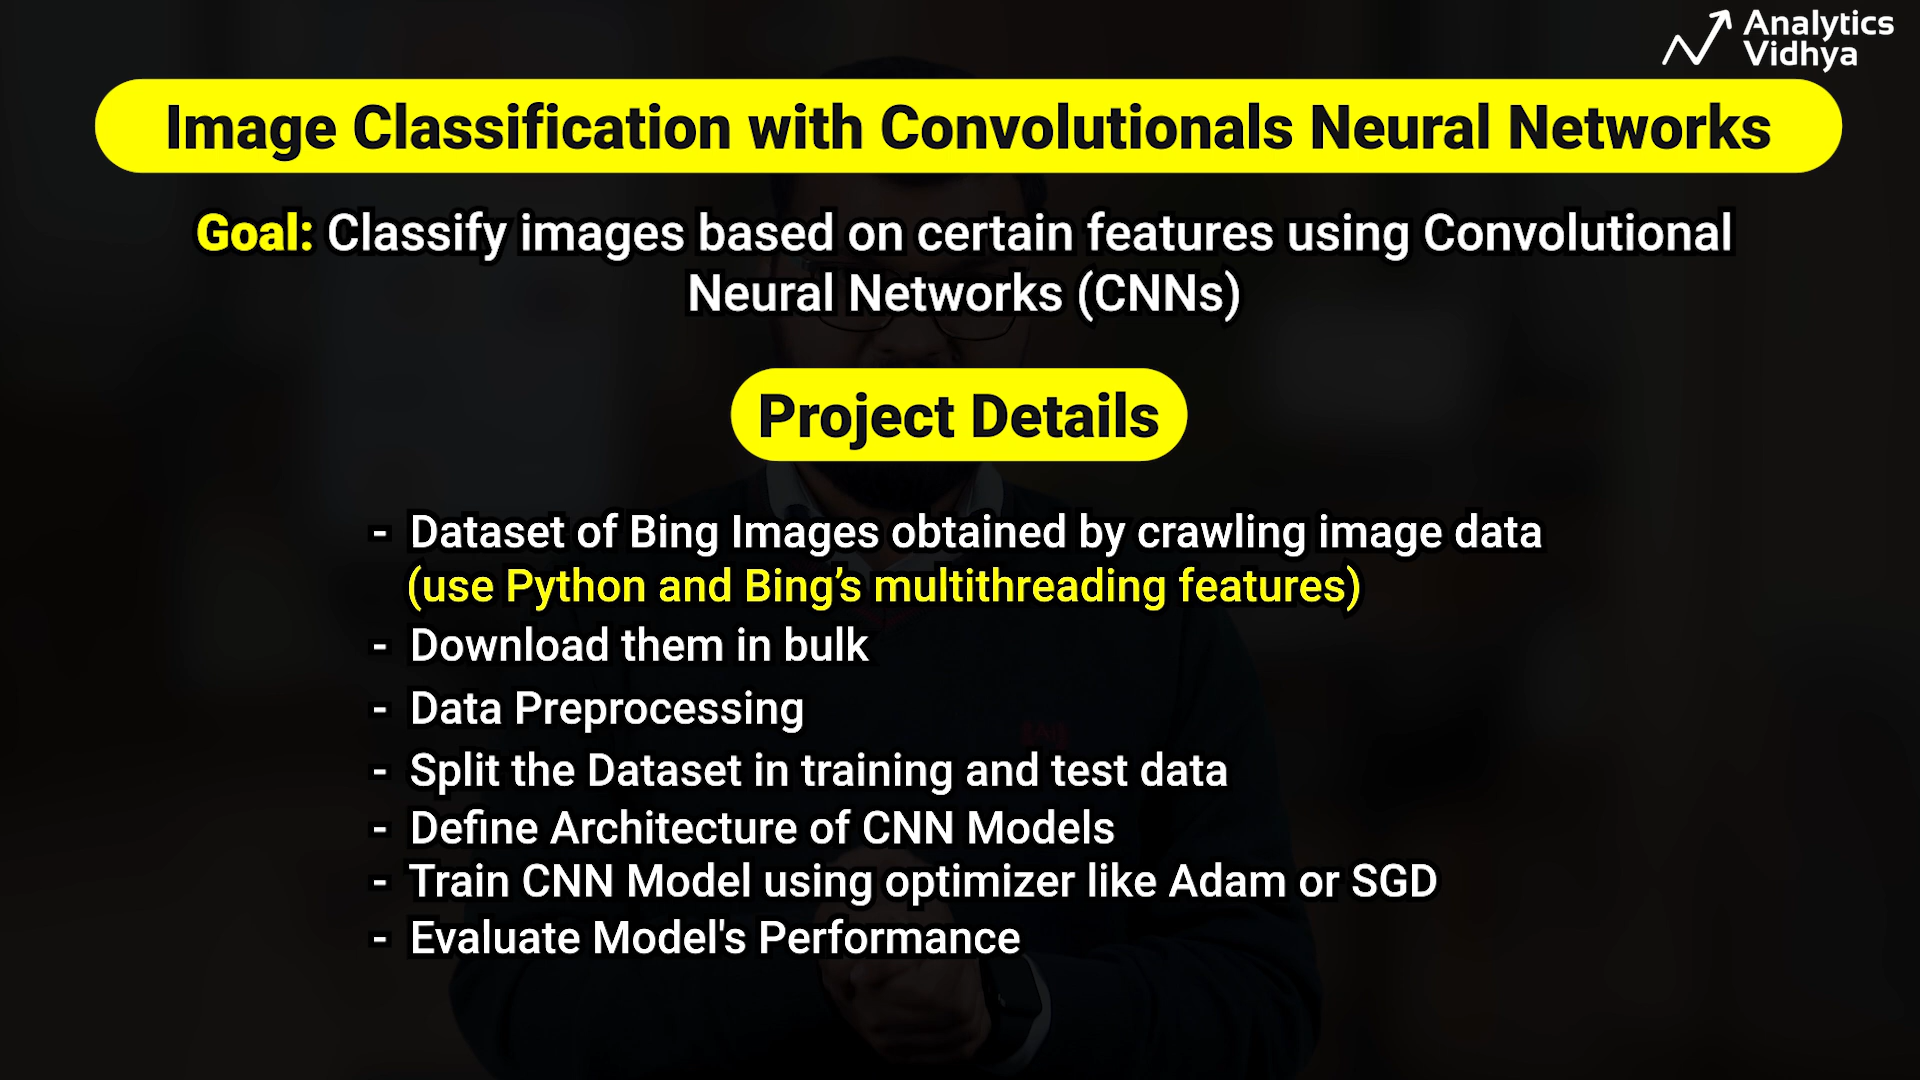 Analytics
Vidhya
Image Classification with Convolutionals Neural Networks
Goal: Classify images based on certain features using Convolutional
Neural Networks (CNNs)
Project Details
- Dataset of Bing Images obtained by crawling image data
(use Python and Bing’s multithreading features)
- Download them in bulk
- Data Preprocessing
- Split the Dataset in training and test data
- Define Architecture of CNN Models
- Train CNN Model using optimizer like Adam or SGD
- Evaluate Model's Performance